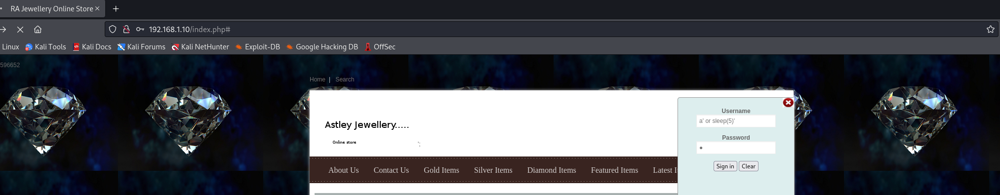 RA Jewellery Online Store
192.168.1.10/index.php#
Linux Kali Tools Kali Docs Kali Forums Kali NetHunter Exploit-DB Google Hacking DB OffSec
596652
Home | Search
Username
a' or sleep(5)'
Astley Jewellery.....
Password
Online store
';
Sign in Clear
About Us Contact Us Gold Items Silver Items Diamond Items Featured Items Latest I